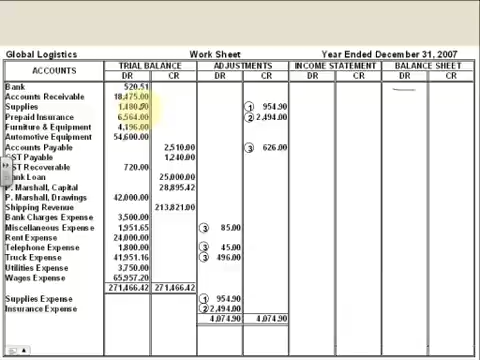 Global Logistics Work Sheet Year Ended December 31, 2007
ACCOUNTS TRIAL BALANCE ADJUSTMENTS INCOME STATEMENT BALANCE SHEET
DR CR DR CR DR CR DR CR
Bank 520.51
Accounts Receivable 18,475.00
Supplies 1,480.90 1 954.90
Prepaid Insurance 6,564.00 2 2,494.00
Furniture & Equipment 4,196.00
Automotive Equipment 54,600.00
Accounts Payable 2,510.00 3 626.00
GST Payable 1,240.00
GST Recoverable 720.00
Bank Loan 25,000.00
P. Marshall, Capital 28,895.42
P. Marshall, Drawings 42,000.00
Shipping Revenue 213,821.00
Bank Charges Expense 3,500.00
Miscellaneous Expense 1,951.65 3 85.00
Rent Expense 24,000.00
Telephone Expense 1,800.00 3 45.00
Truck Expense 41,951.16 3 496.00
Utilities Expense 3,750.00
Wages Expense 65,957.20
271,466.42 271,466.42
Supplies Expense 1 954.90
Insurance Expense 2 2,494.00
4,074.90 4,074.90